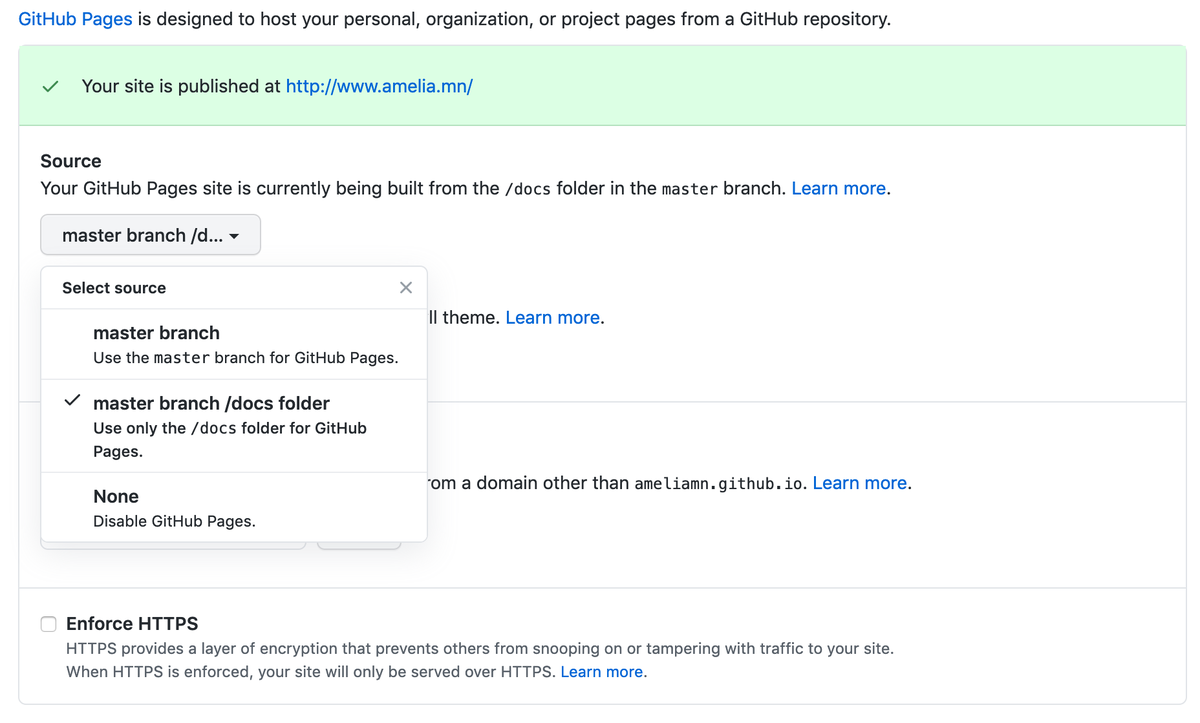 GitHub Pages is designed to host your personal, organization, or project pages from a GitHub repository.
Your site is published at http://www.amelia.mn/
Source
Your GitHub Pages site is currently being built from the /docs folder in the master branch. Learn more.
master branch /d...
Select source
master branch
Use the master branch for GitHub Pages.
ll theme. Learn more.
master branch /docs folder
Use only the /docs folder for GitHub
Pages.
rom a domain other than ameliamn.github.io. Learn more.
None
Disable GitHub Pages.
Enforce HTTPS
HTTPS provides a layer of encryption that prevents others from snooping on or tampering with traffic to your site.
When HTTPS is enforced, your site will only be served over HTTPS. Learn more.